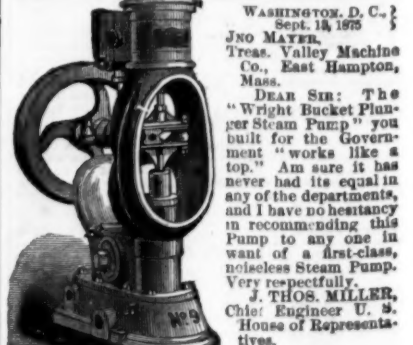 WASHINGTON, D. C.,
Sept. 13, 1875
JNO MAYER,
Treas. Valley Machine
Co., East Hampton,
Mass.
DEAR SIR: The
"Wright Bucket Plun-
ger Steam Pump" you
built for the Govern-
ment "works like a
top." Am sure it has
never had its equal in
any of the departments,
and I have no hesitancy
in recommending this
Pump to any one in
want of a first-class,
noiseless Steam Pump.
Very respectfully.
J. THOS. MILLER,
Chief Engineer U. S.
House of Representa-
tives.
No 9